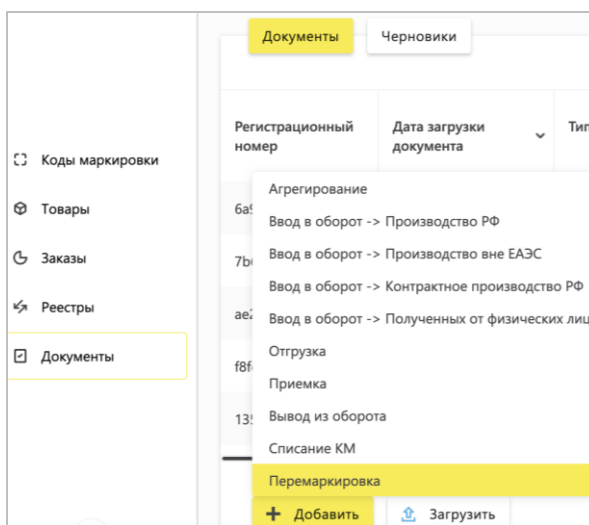 Документы
Черновики
Регистрационный номер
Дата загрузки документа
Коды маркировки
Товары
Заказы
Реестры
Документы
Агрегирование
Ввод в оборот -> Производство РФ
Ввод в оборот -> Производство вне ЕАЭС
Ввод в оборот -> Контрактное производство РФ
Ввод в оборот -> Полученных от физических лиц
Отгрузка
Приемка
Вывод из оборота
Списание КМ
Перемаркировка
+ Добавить
Загрузить